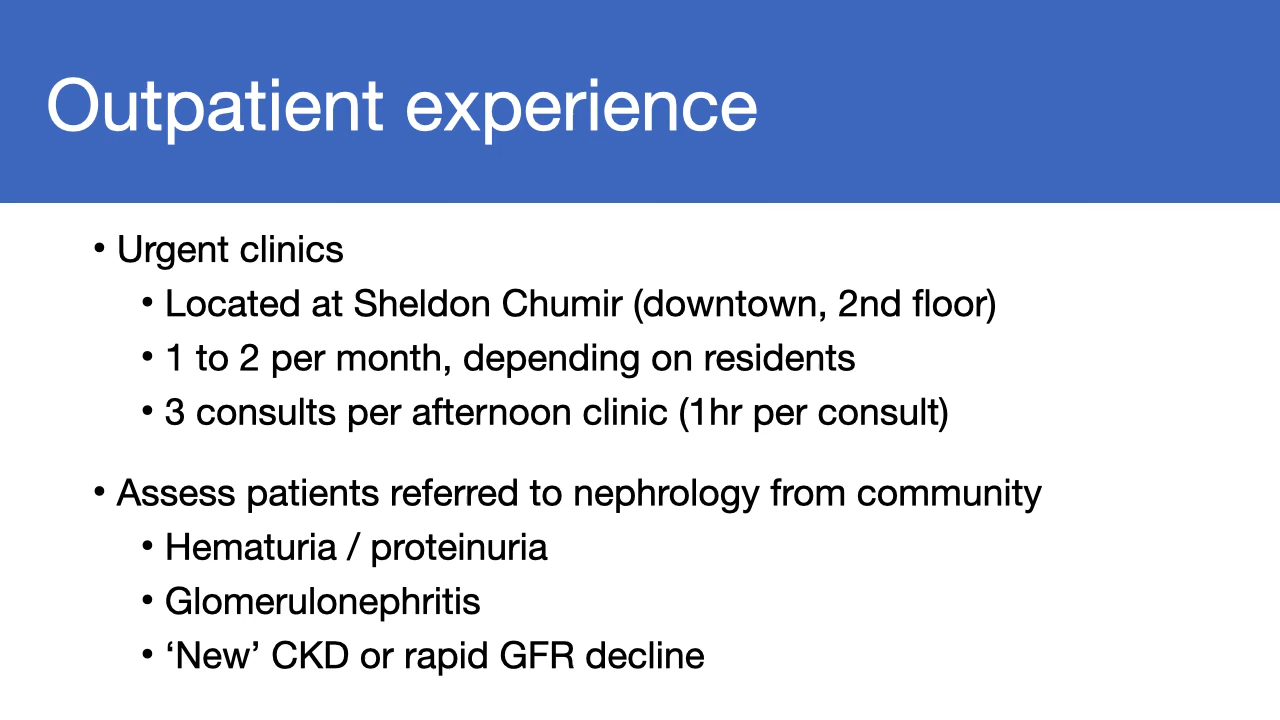 Outpatient experience
• Urgent clinics
• Located at Sheldon Chumir (downtown, 2nd floor)
• 1 to 2 per month, depending on residents
• 3 consults per afternoon clinic (1hr per consult)
• Assess patients referred to nephrology from community
• Hematuria / proteinuria
• Glomerulonephritis
• ‘New’ CKD or rapid GFR decline